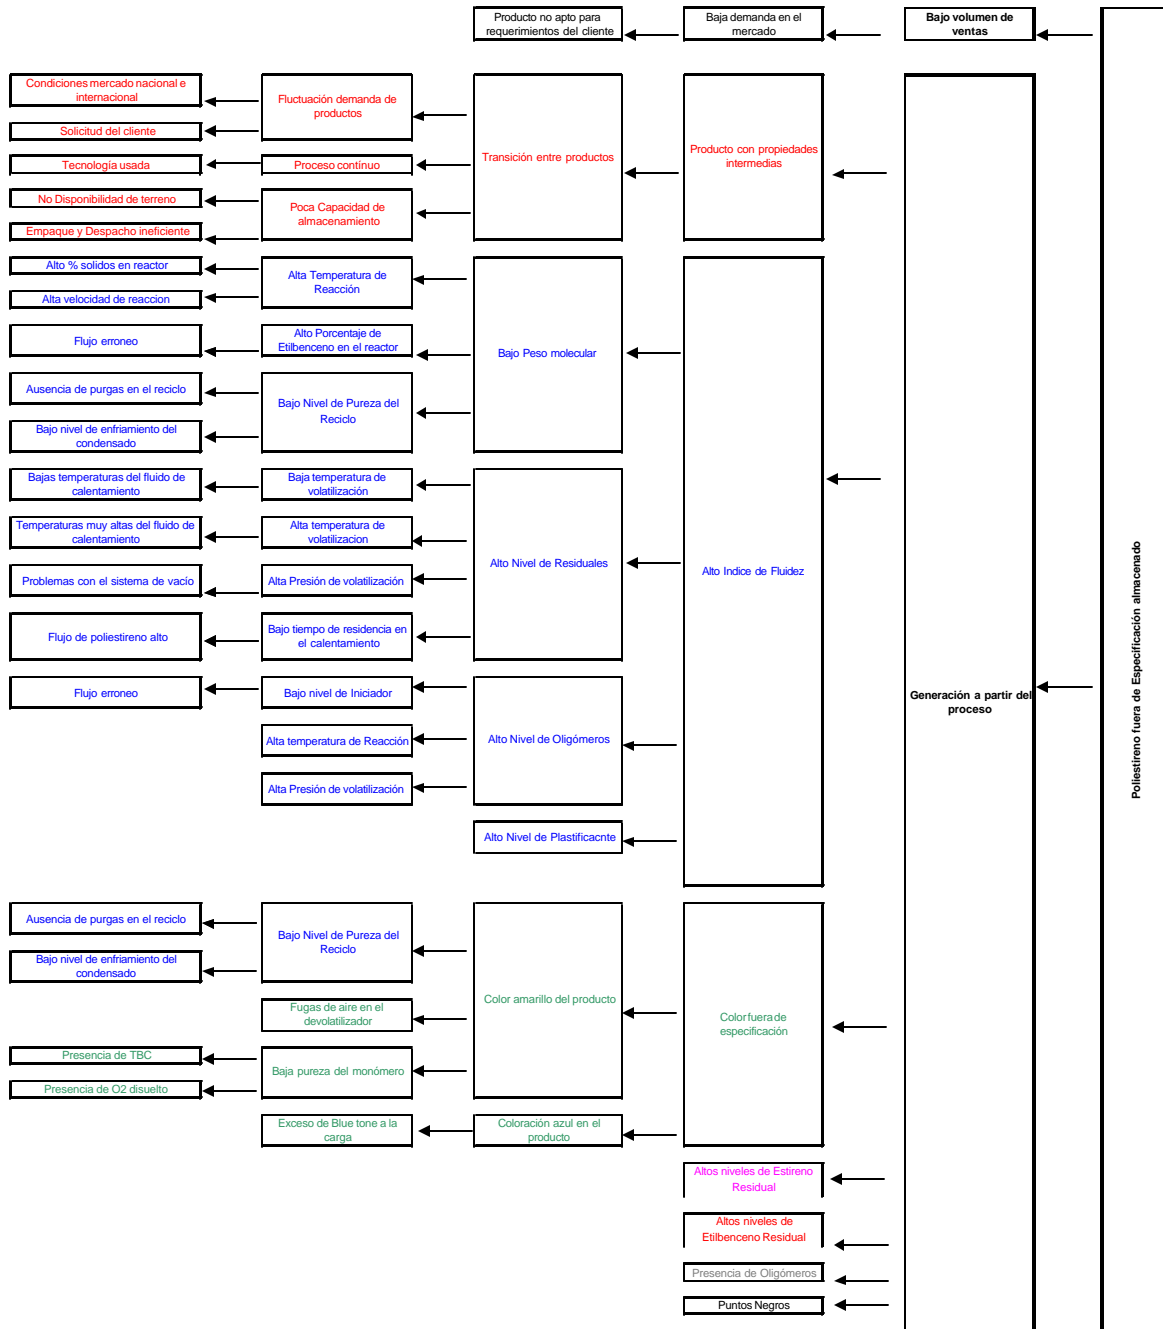 Producto no apto para
requerimientos del cliente
Baja demanda en el
mercado
Bajo volumen de
ventas
Condiciones mercado nacional e
internacional
Solicitud del cliente
Fluctuación demanda de
productos
Tecnología usada
Proceso contínuo
No Disponibilidad de terreno
Empaque y Despacho ineficiente
Poca Capacidad de
almacenamiento
Transición entre productos
Producto con propiedades
intermedias
Alto % solidos en reactor
Alta velocidad de reaccion
Alta Temperatura de
Reacción
Flujo erroneo
Alto Porcentaje de
Etilbenceno en el reactor
Ausencia de purgas en el reciclo
Bajo nivel de enfriamiento del
condensado
Bajo Nivel de Pureza del
Reciclo
Bajo Peso molecular
Bajas temperaturas del fluido de
calentamiento
Baja temperatura de
volatilización
Temperaturas muy altas del fluido de
calentamiento
Alta temperatura de
volatilizacion
Problemas con el sistema de vacío
Alta Presión de volatilización
Flujo de poliestireno alto
Bajo tiempo de residencia en
el calentamiento
Alto Nivel de Residuales
Flujo erroneo
Bajo nivel de Iniciador
Alta temperatura de Reacción
Alta Presión de volatilización
Alto Nivel de Oligómeros
Alto Nivel de Plastificacnte
Alto Indice de Fluidez
Ausencia de purgas en el reciclo
Bajo nivel de enfriamiento del
condensado
Bajo Nivel de Pureza del
Reciclo
Fugas de aire en el
devolatilizador
Presencia de TBC
Presencia de O2 disuelto
Baja pureza del monómero
Color amarillo del producto
Exceso de Blue tone a la
carga
Coloración azul en el
producto
Color fuera de
especificación
Altos niveles de Estireno
Residual
Altos niveles de
Etilbenceno Residual
Presencia de Oligómeros
Puntos Negros
Generación a partir del
proceso
Poliestireno fuera de Especificación almacenado